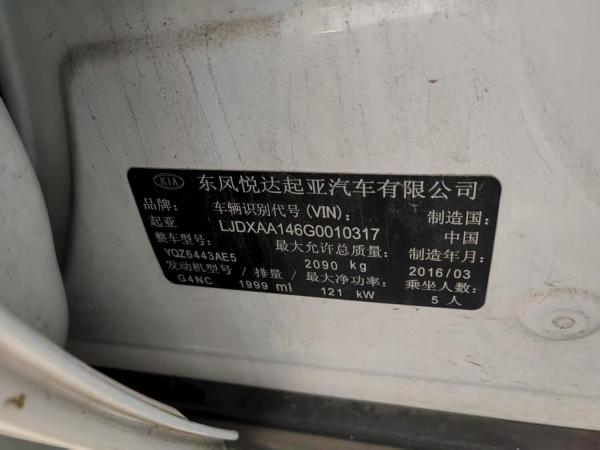 KIA 东风悦达起亚汽车有限公司
品牌: 车辆识别代号(VIN): 制造国:
起亚 LJDXAA146G0010317 中国
整车型号: 最大允许总质量: 制造年月:
YQZ6443AE5 2090 kg 2016/03
发动机型号 / 排量 / 最大净功率: 乘坐人数:
G4NC 1999 ml 121 kW 5 人